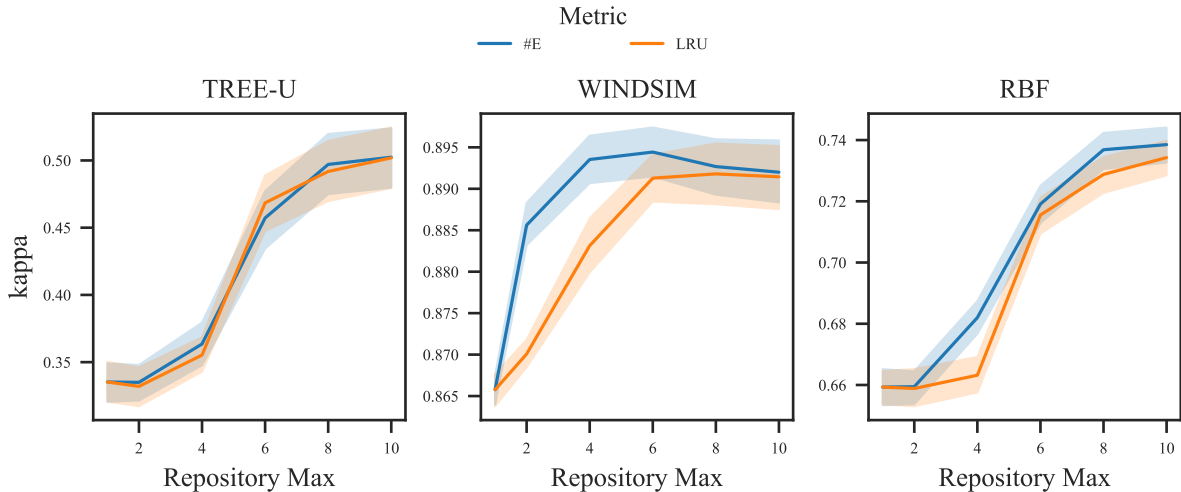 Metric
#E LRU
TREE-U WINDSIM RBF
kappa
0.50
0.45
0.40
0.35
2 4 6 8 10
Repository Max
0.895
0.890
0.885
0.880
0.875
0.870
0.865
2 4 6 8 10
Repository Max
0.74
0.72
0.70
0.68
0.66
2 4 6 8 10
Repository Max